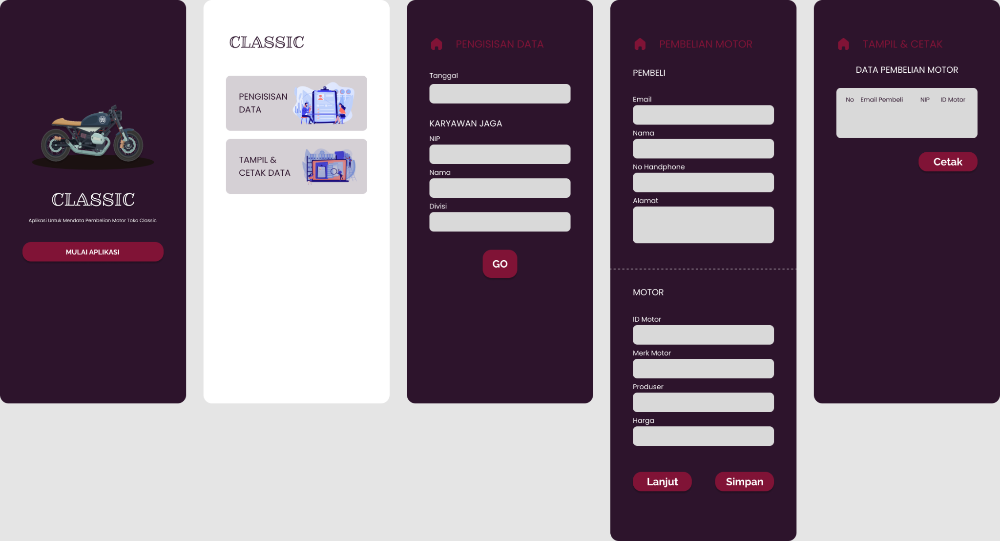 99
CLASSIC
Aplikasi Untuk Mendata Pembelian Motor Toko Classic
MULAI APLIKASI
CLASSIC
PENGISISAN
DATA
TAMPIL &
CETAK DATA
PENGISISAN DATA
Tanggal
KARYAWAN JAGA
NIP
Nama
Divisi
GO
PEMBELIAN MOTOR
PEMBELI
Email
Nama
No Handphone
Alamat
MOTOR
ID Motor
Merk Motor
Produser
Harga
Lanjut
Simpan
TAMPIL & CETAK
DATA PEMBELIAN MOTOR
No Email Pembeli NIP ID Motor
Cetak